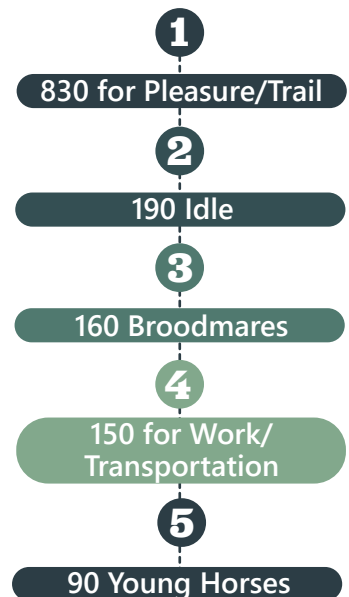 1
830 for Pleasure/Trail
2
190 Idle
3
160 Broodmares
4
150 for Work/
Transportation
5
90 Young Horses